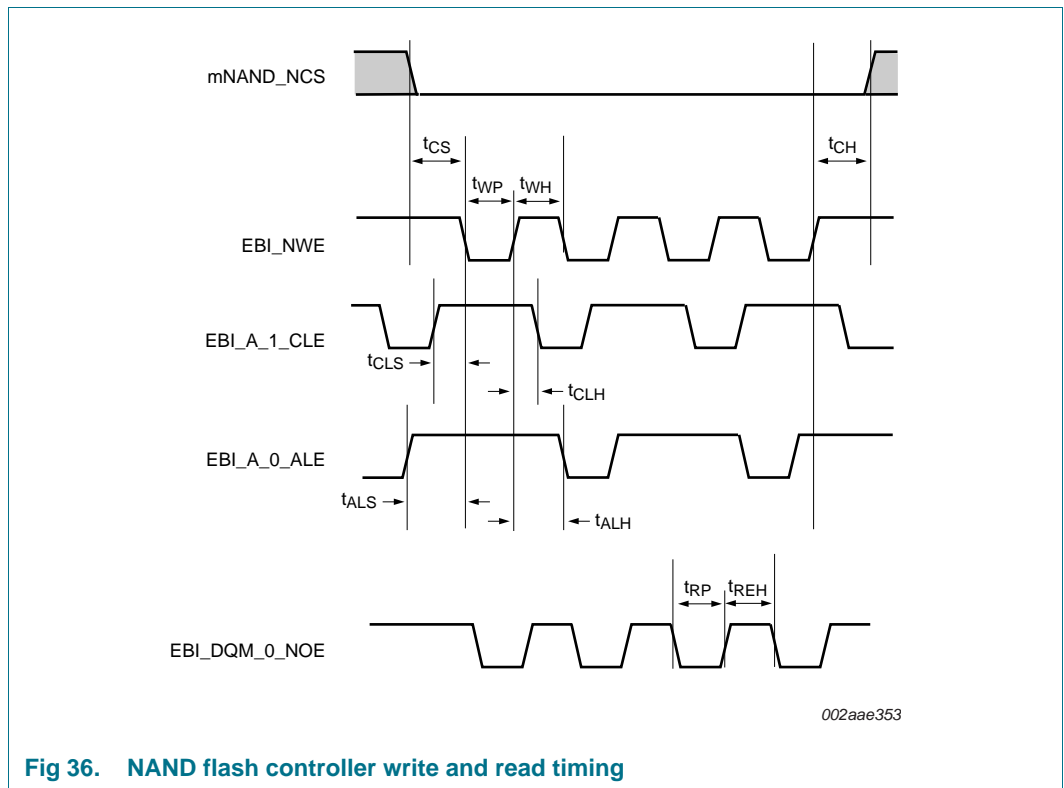 mNAND_NCS
tCS
tCH
tWP
tWH
EBI_NWE
EBI_A_1_CLE
tCLS
tCLH
EBI_A_0_ALE
tALS
tALH
tRP
tREH
EBI_DQM_0_NOE
002aae353
Fig 36. NAND flash controller write and read timing